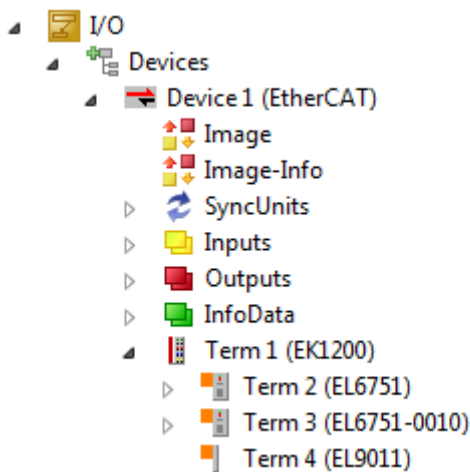 I/O
Devices
Device 1 (EtherCAT)
Image
Image-Info
SyncUnits
Inputs
Outputs
InfoData
Term 1 (EK1200)
Term 2 (EL6751)
Term 3 (EL6751-0010)
Term 4 (EL9011)